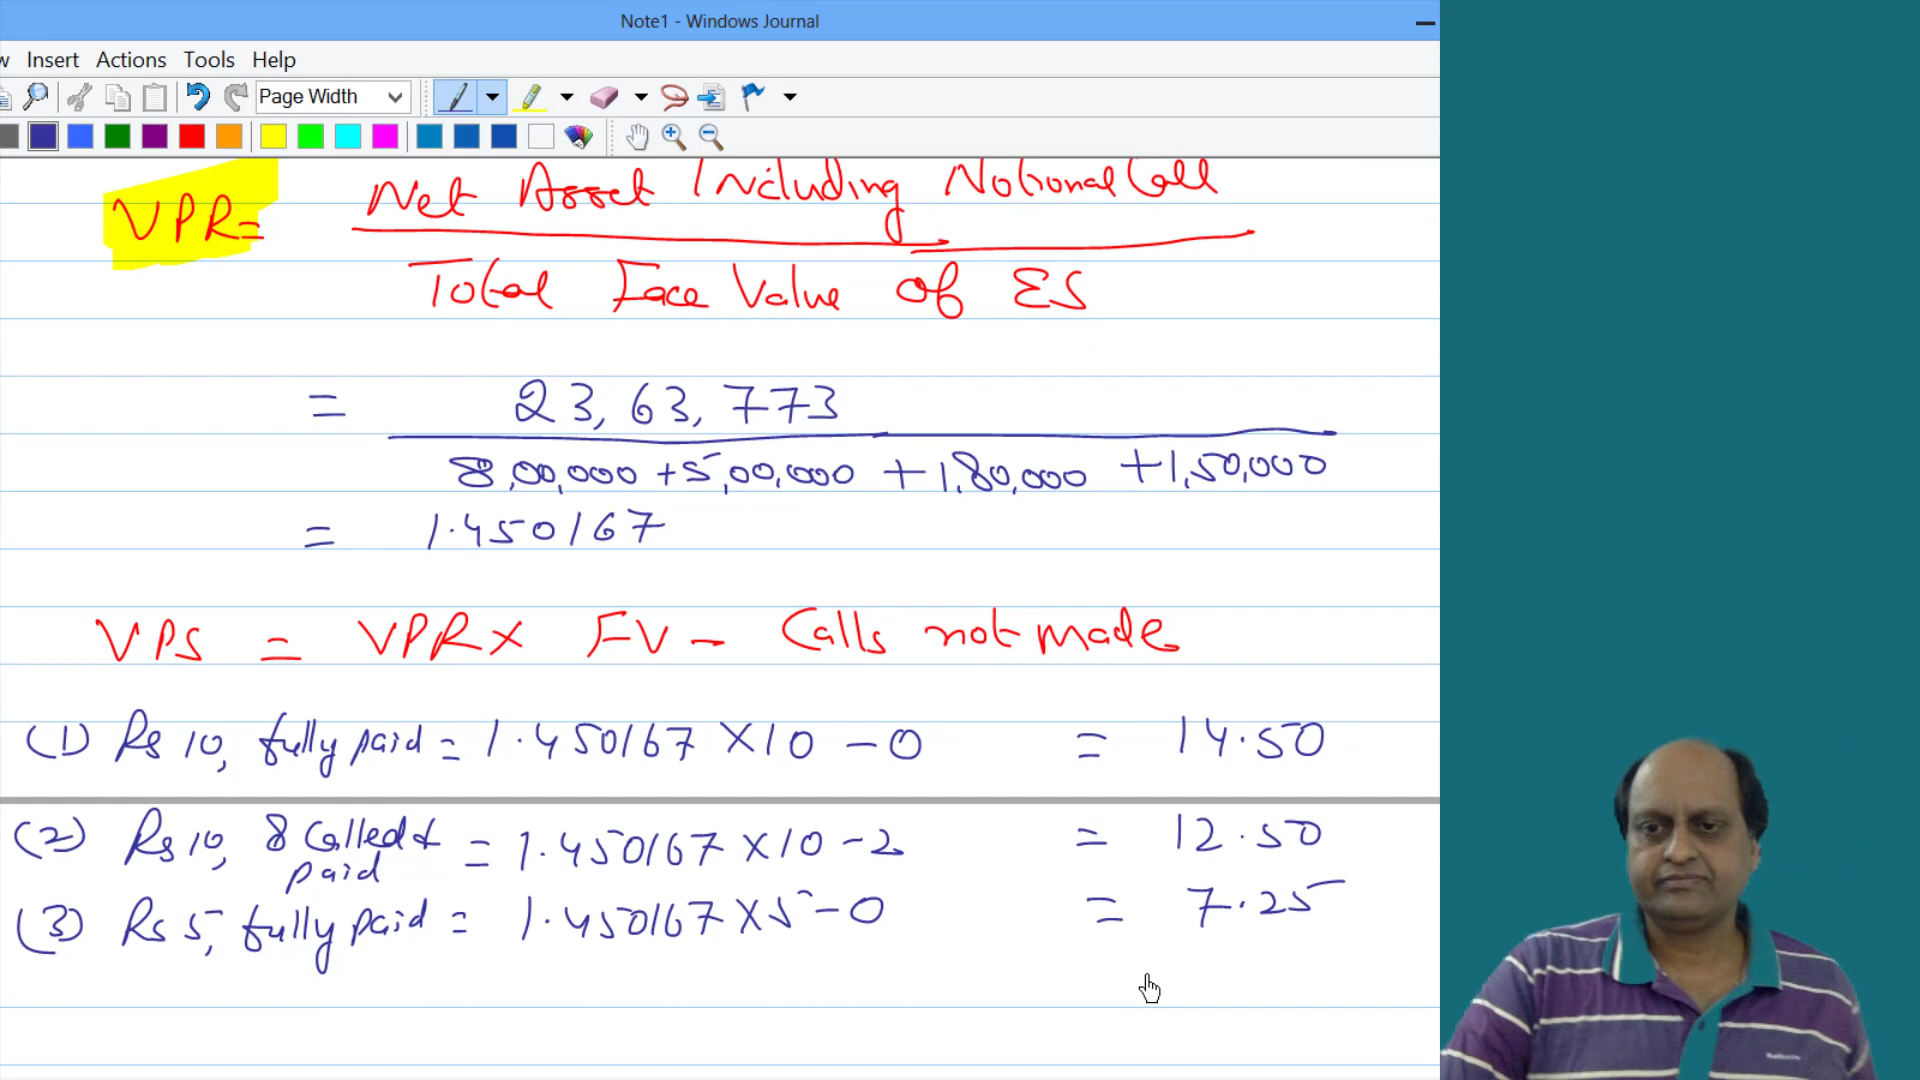 Note1 - Windows Journal
w Insert Actions Tools Help
Page Width
VPR= Net Asset Including Notional Call
Total Face Value of ES
= 23,63,773
8,00,000 +5,00,000 +1,80,000 +1,50,000
= 1.450167
VPS = VPR X FV - Calls not made
(1) Rs 10, fully paid = 1.450167 X10 -0 = 14.50
(2) Rs 10, 8 Called & paid = 1.450167 X10 -2 = 12.50
(3) Rs 5, fully paid = 1.450167 X5 -0 = 7.25